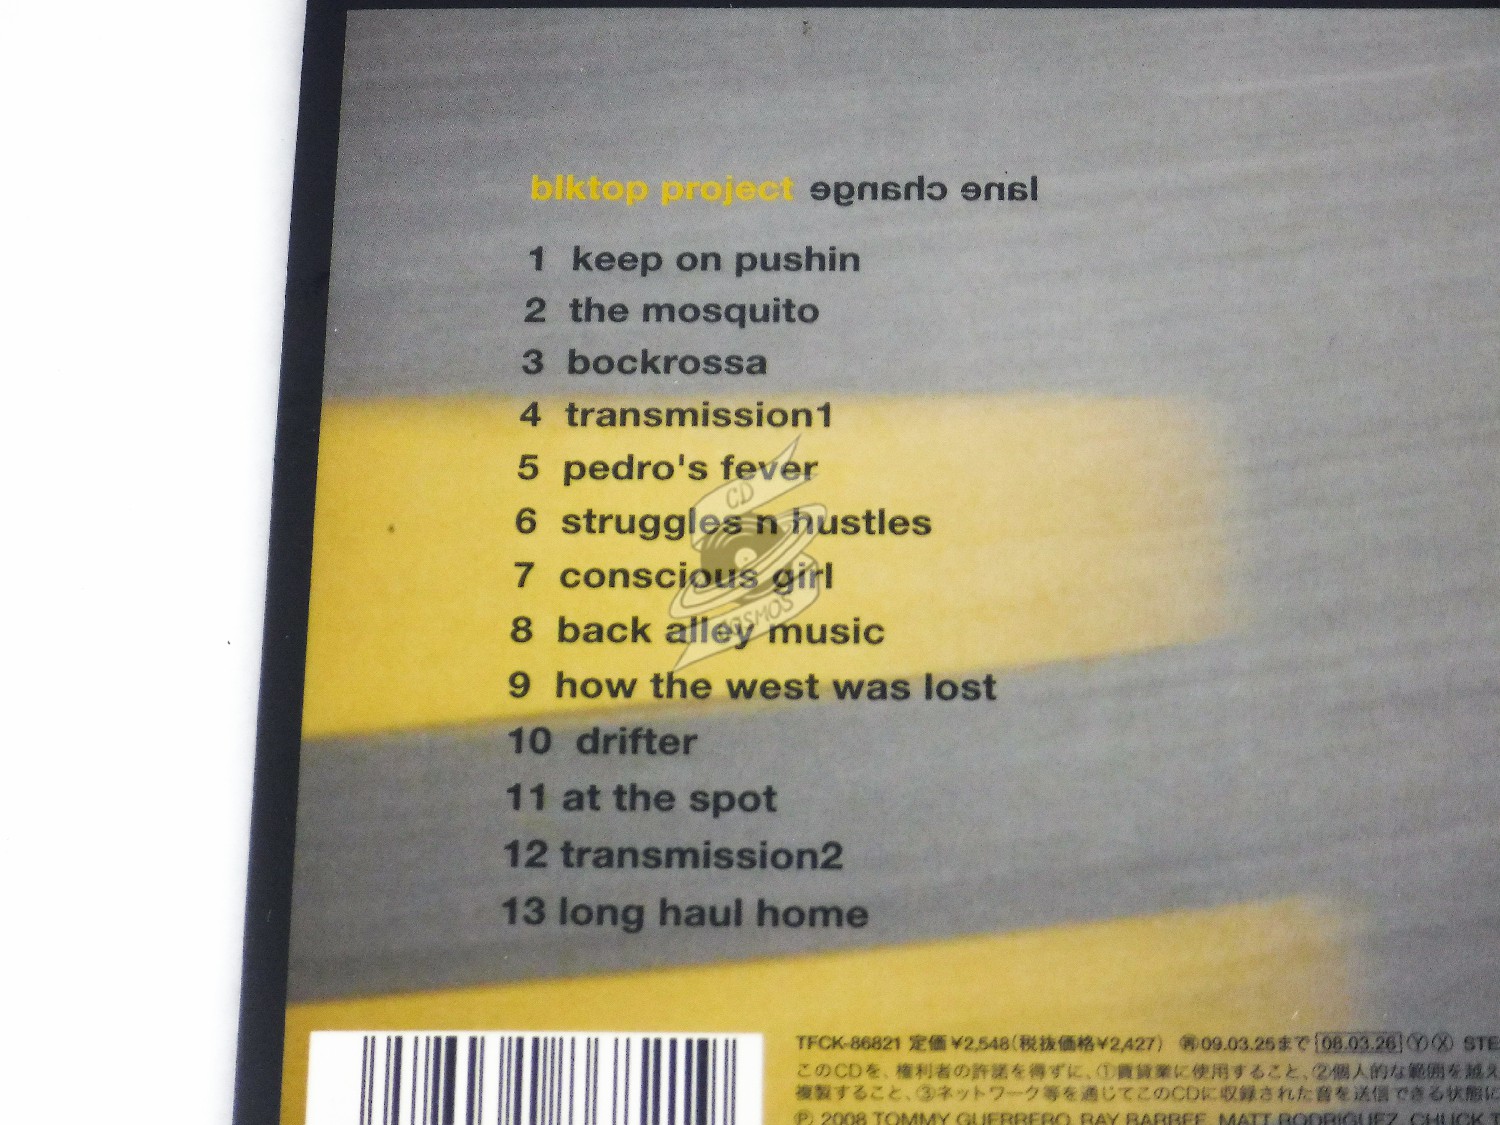 blktop project lane change
1 keep on pushin
2 the mosquito
3 bockrossa
4 transmission1
5 pedro's fever
6 struggles n hustles
7 conscious girl
8 back alley music
9 how the west was lost
10 drifter
11 at the spot
12 transmission2
13 long haul home
CD
COSMOS
TFCK-86821 定価¥2,548(税抜価格¥2,427) 再09.03.25まで 08.03.26 Ⓨ Ⓧ STE
このCDを、権利者の許諾を得ずに、①賃貸業に使用すること、②個人的な範囲を越え
複製すること、③ネットワーク等を通じてこのCDに収録された音を送信できる状態に
℗ 2008 TOMMY GUERRERO, RAY BARBEE, MATT RODRIGUEZ, CHUCK T